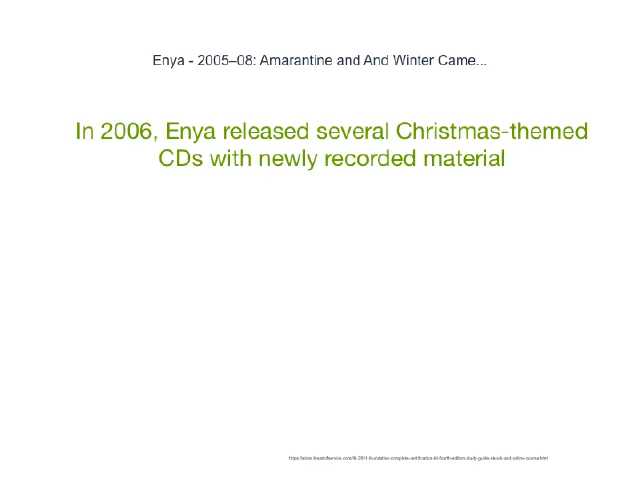 Enya - 2005–08: Amarantine and And Winter Came...
In 2006, Enya released several Christmas-themed
CDs with newly recorded material